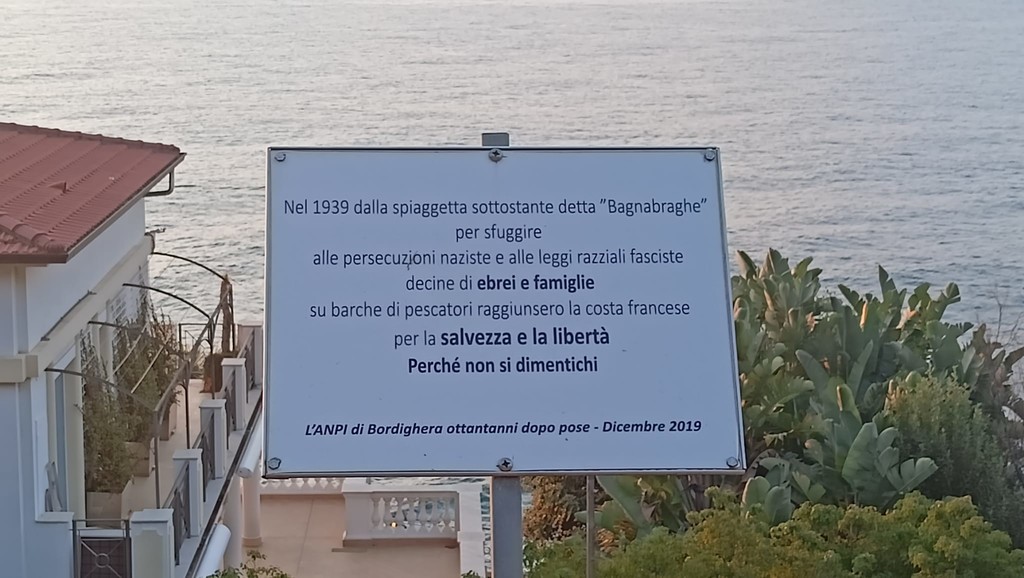 Nel 1939 dalla spiaggetta sottostante detta "Bagnabraghe"
per sfuggire
alle persecuzioni naziste e alle leggi razziali fasciste
decine di ebrei e famiglie
su barche di pescatori raggiunsero la costa francese
per la salvezza e la libertà
Perché non si dimentichi
L'ANPI di Bordighera ottantanni dopo pose - Dicembre 2019